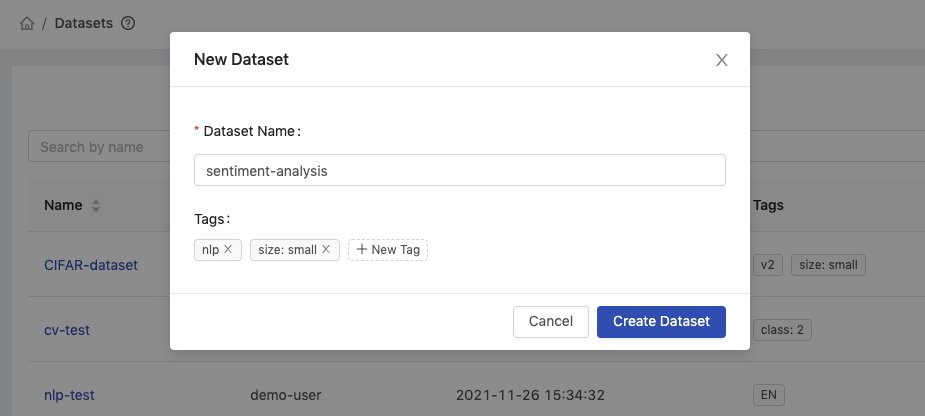 / Datasets
New Dataset
* Dataset Name:
Search by name
sentiment-analysis
Name
Tags
Tags:
nlp size: small + New Tag
CIFAR-dataset
v2 size: small
Cancel Create Dataset
cv-test
class: 2
nlp-test demo-user 2021-11-26 15:34:32 EN